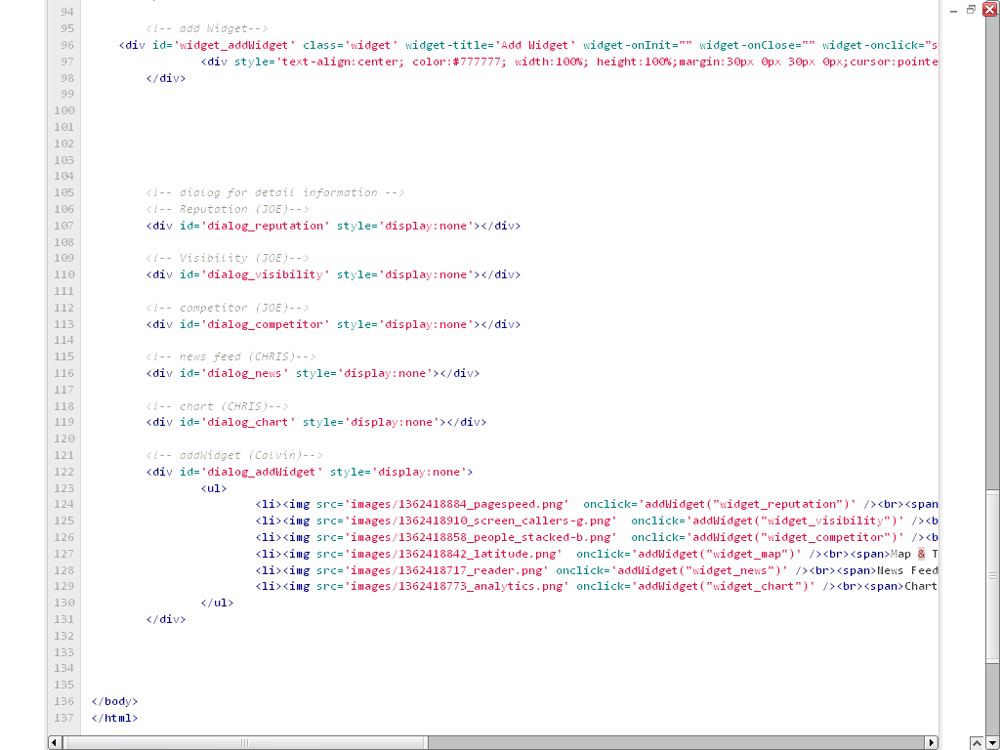 94
95 <!-- add Widget-->
96 <div id='widget_addWidget' class='widget' widget-title='Add Widget' widget-onInit="" widget-onClose="" widget-onclick="s
97 <div style='text-align:center; color:#777777; width:100%; height:100%;margin:30px 0px 30px 0px;cursor:pointe
98 </div>
99
100
101
102
103
104
105 <!-- dialog for detail information -->
106 <!-- Reputation (JOE)-->
107 <div id='dialog_reputation' style='display:none'></div>
108
109 <!-- Visibility (JOE)-->
110 <div id='dialog_visibility' style='display:none'></div>
111
112 <!-- competitor (JOE)-->
113 <div id='dialog_competitor' style='display:none'></div>
114
115 <!-- news feed (CHRIS)-->
116 <div id='dialog_news' style='display:none'></div>
117
118 <!-- chart (CHRIS)-->
119 <div id='dialog_chart' style='display:none'></div>
120
121 <!-- addWidget (Calvin)-->
122 <div id='dialog_addWidget' style='display:none'>
123 <ul>
124 <li><img src='images/1362418884_pagespeed.png'  onclick='addWidget("widget_reputation")' /><br><span
125 <li><img src='images/1362418910_screen_callers-g.png'  onclick='addWidget("widget_visibility")' /><b
126 <li><img src='images/1362418858_people_stacked-b.png'  onclick='addWidget("widget_competitor")' /><b
127 <li><img src='images/1362418842_latitude.png'  onclick='addWidget("widget_map")' /><br><span>Map & T
128 <li><img src='images/1362418717_reader.png' onclick='addWidget("widget_news")' /><br><span>News Feed
129 <li><img src='images/1362418773_analytics.png' onclick='addWidget("widget_chart")' /><br><span>Chart
130 </ul>
131 </div>
132
133
134
135
136 </body>
137 </html>